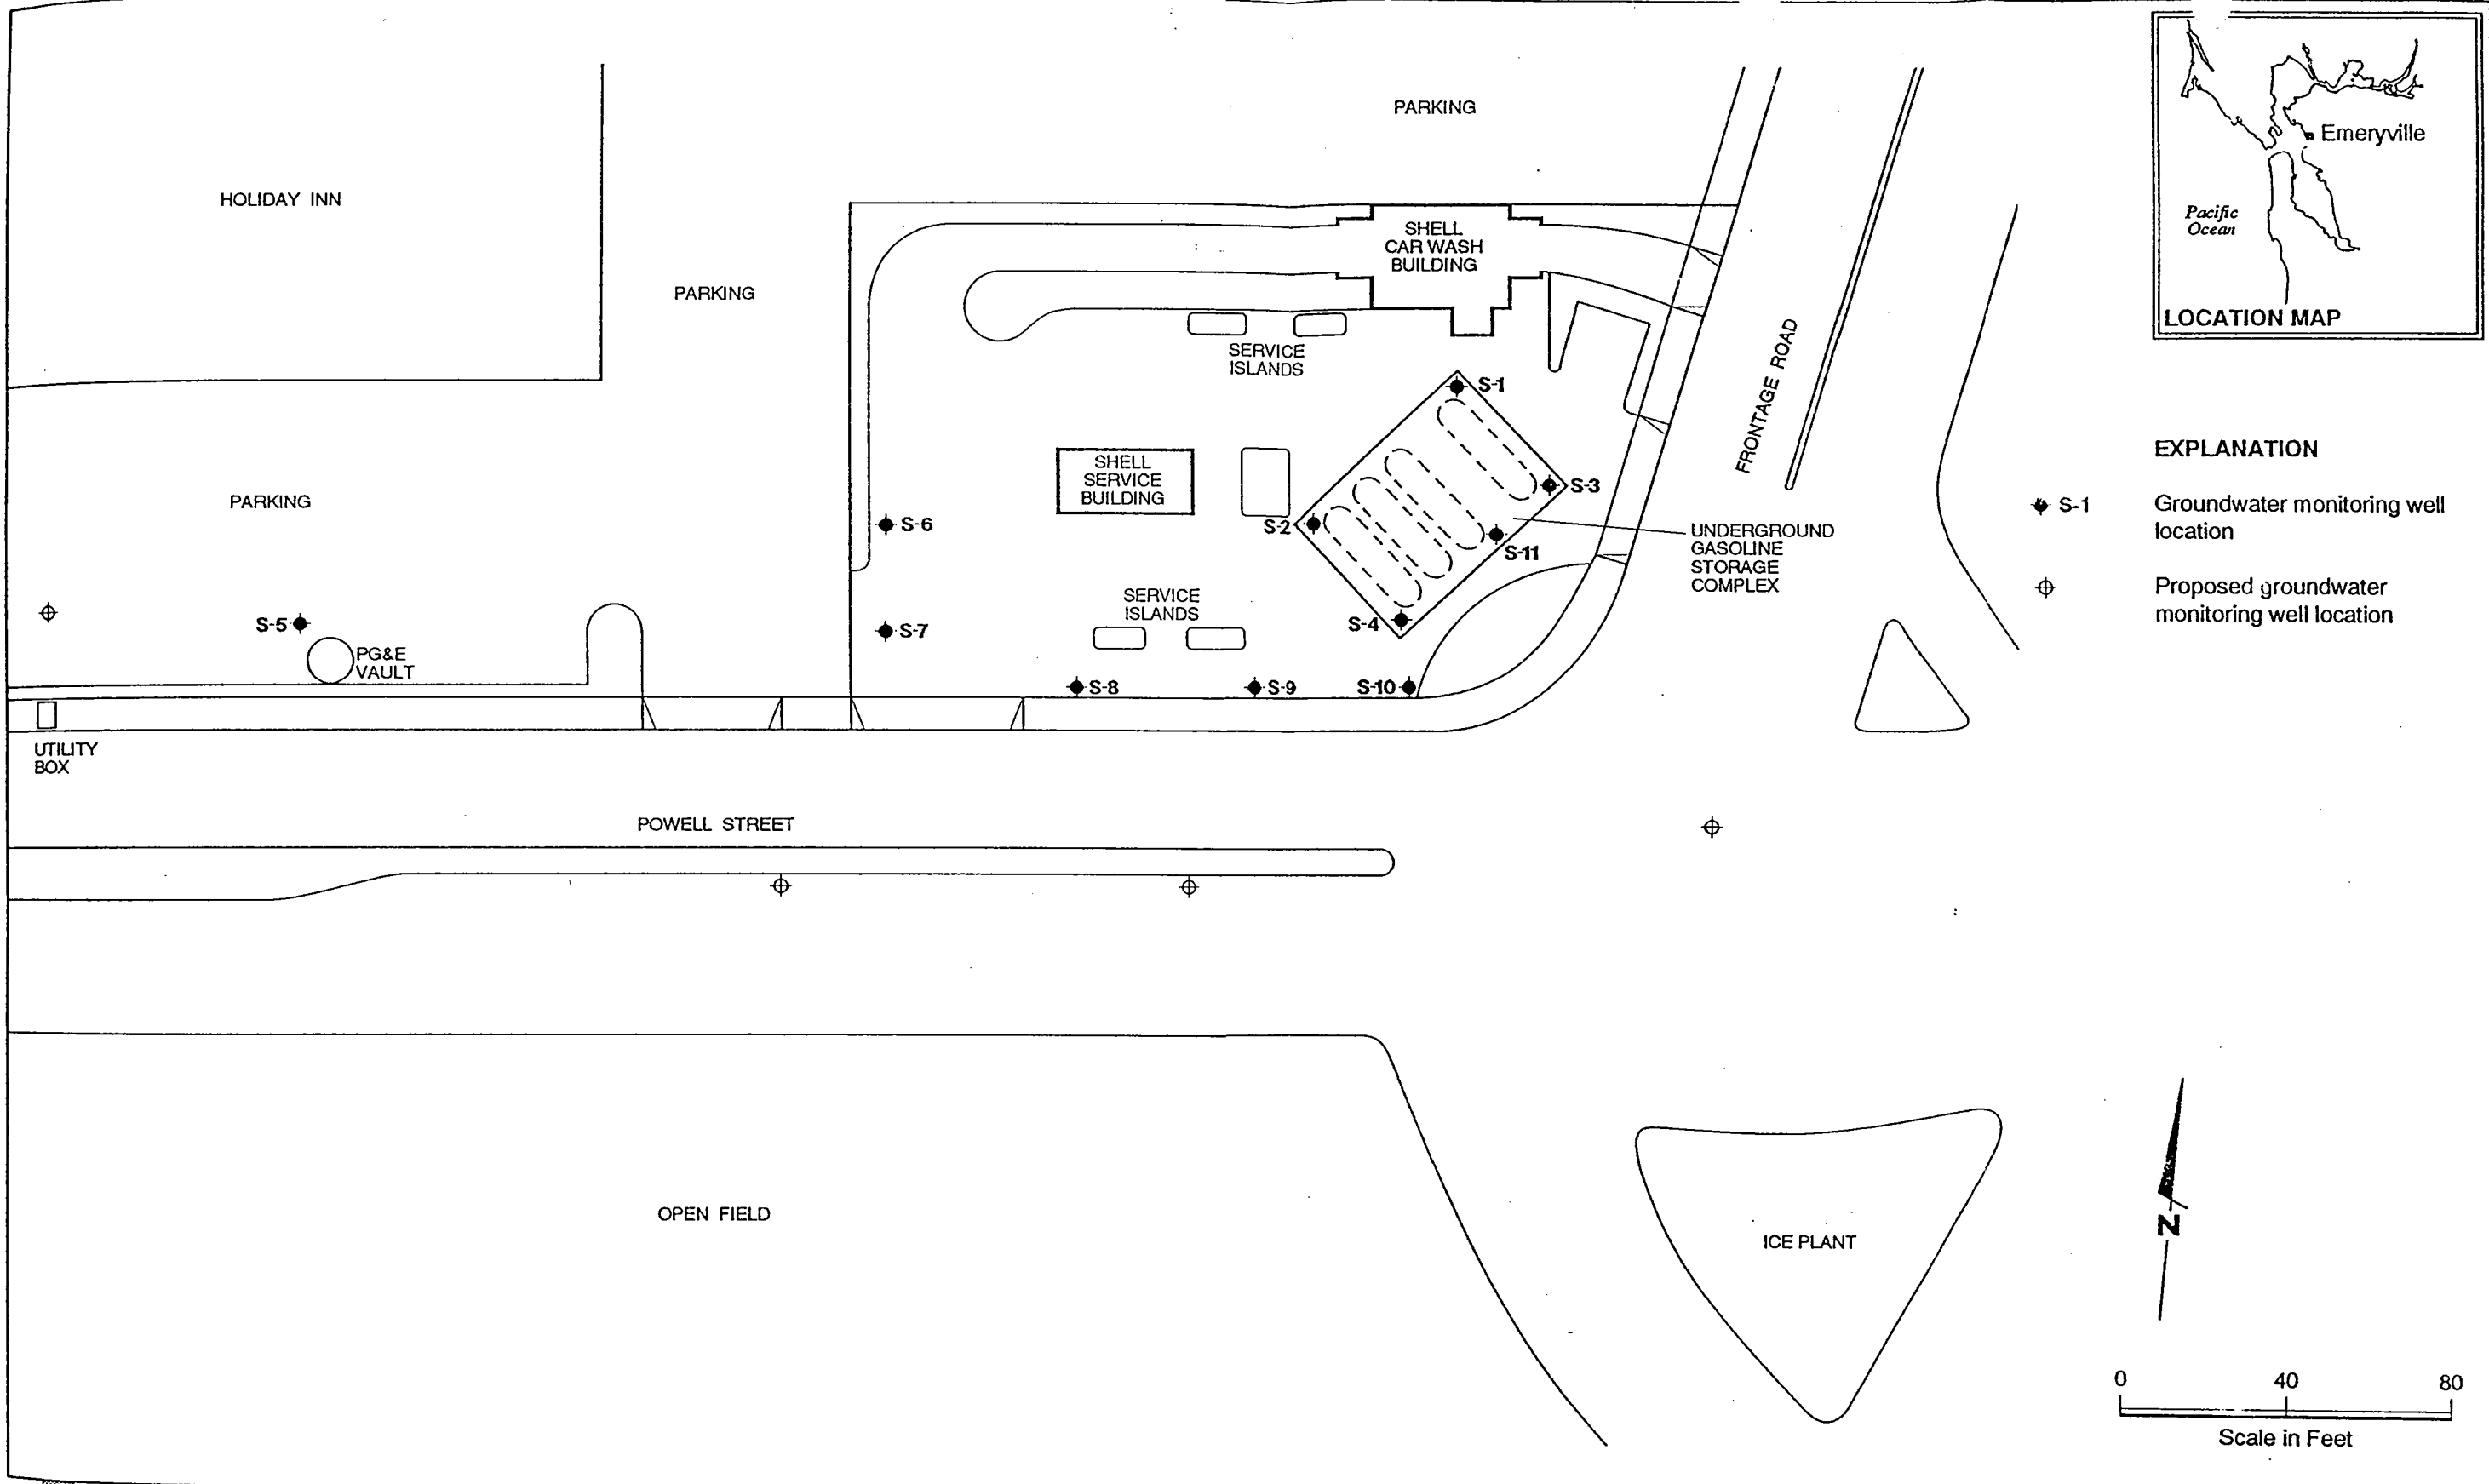 PARKING
Emeryville
Pacific
Ocean
LOCATION MAP
HOLIDAY INN
PARKING
SHELL
CAR WASH
BUILDING
SERVICE
ISLANDS
FRONTAGE ROAD
S-1
SHELL
SERVICE
BUILDING
S-3
PARKING
S-2
S-6
S-11
UNDERGROUND
GASOLINE
STORAGE
COMPLEX
EXPLANATION
S-1
Groundwater monitoring well
location
Proposed groundwater
monitoring well location
SERVICE
ISLANDS
S-5
S-7
S-4
PG&E
VAULT
S-8
S-9
S-10
UTILITY
BOX
POWELL STREET
OPEN FIELD
ICE PLANT
N
0 40 80
Scale in Feet